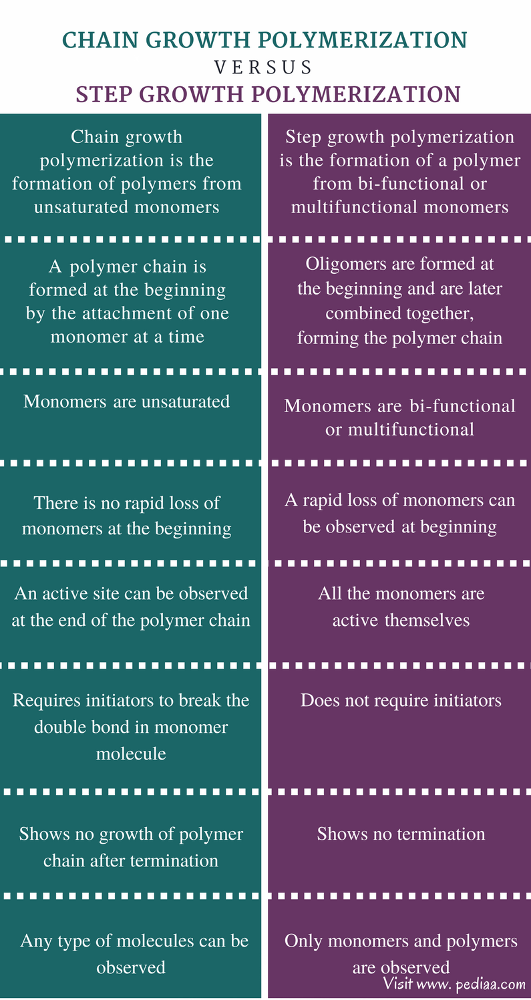 CHAIN GROWTH POLYMERIZATION
VERSUS
STEP GROWTH POLYMERIZATION
Chain growth
polymerization is the
formation of polymers from
unsaturated monomers
Step growth polymerization
is the formation of a polymer
from bi-functional or
multifunctional monomers
A polymer chain is
formed at the beginning
by the attachment of one
monomer at a time
Oligomers are formed at
the beginning and are later
combined together,
forming the polymer chain
Monomers are unsaturated
Monomers are bi-functional
or multifunctional
There is no rapid loss of
monomers at the beginning
A rapid loss of monomers can
be observed at beginning
An active site can be observed
at the end of the polymer chain
All the monomers are
active themselves
Requires initiators to break the
double bond in monomer
molecule
Does not require initiators
Shows no growth of polymer
chain after termination
Shows no termination
Any type of molecules can be
observed
Only monomers and polymers
are observed
Visit www. pediaa.com